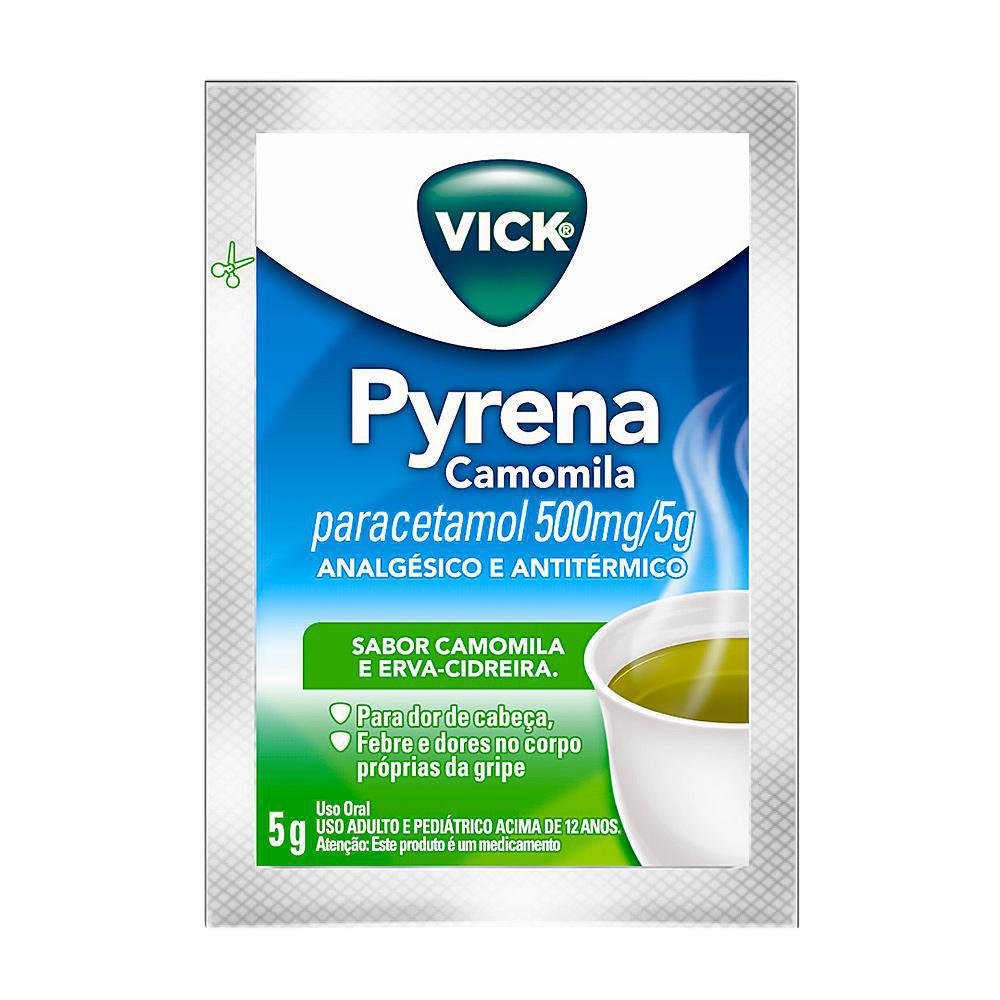 VICK®
Pyrena
Camomila
paracetamol 500mg/5g
ANALGÉSICO E ANTITÉRMICO
SABOR CAMOMILA
E ERVA-CIDREIRA.
Para dor de cabeça,
Febre e dores no corpo
próprias da gripe
5 g
Uso Oral
USO ADULTO E PEDIÁTRICO ACIMA DE 12 ANOS.
Atenção: Este produto é um medicamento